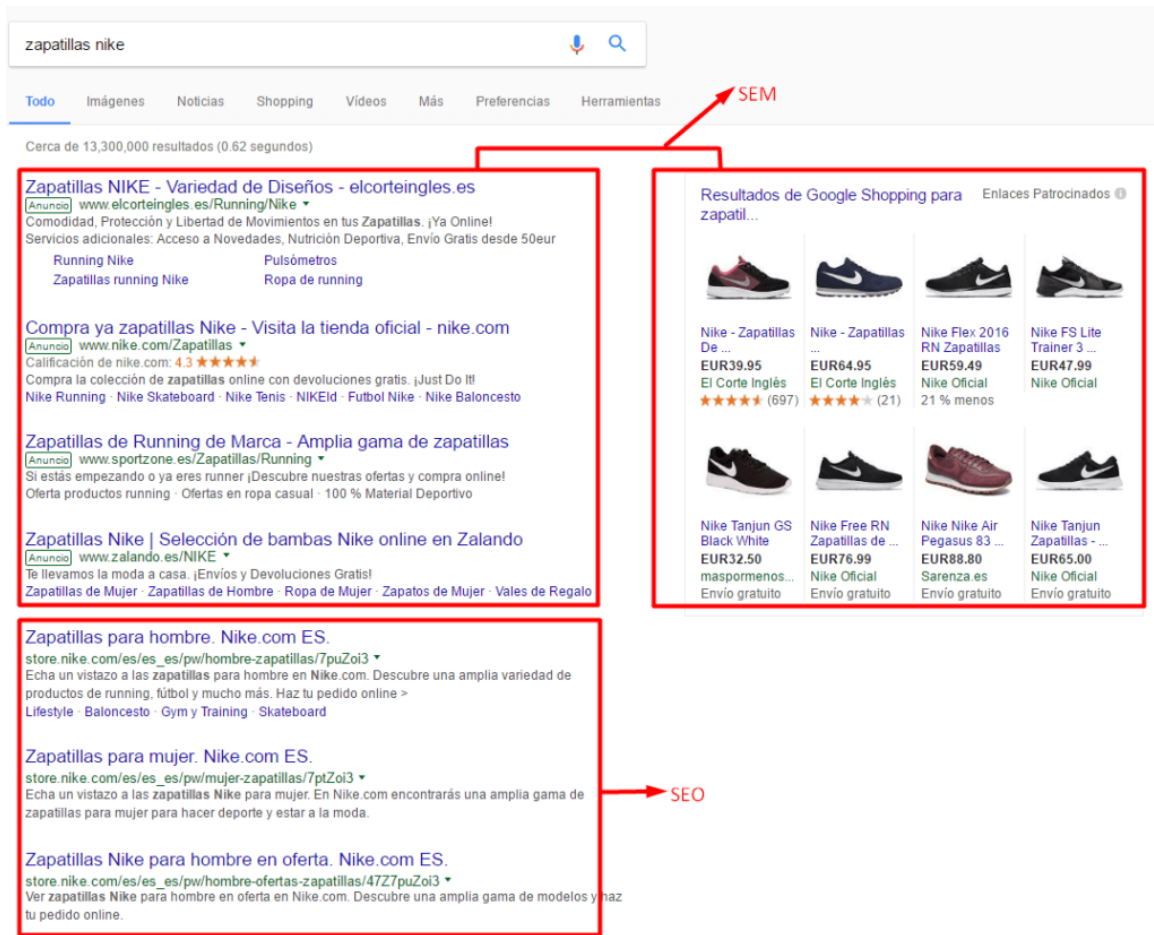 zapatillas nike
Todo Imágenes Noticias Shopping Vídeos Más Preferencias Herramientas
SEM
Cerca de 13,300,000 resultados (0.62 segundos)
Zapatillas NIKE - Variedad de Diseños - elcorteingles.es
Anuncio www.elcorteingles.es/Running/Nike
Comodidad, Protección y Libertad de Movimientos en tus Zapatillas. ¡Ya Online!
Servicios adicionales: Acceso a Novedades, Nutrición Deportiva, Envío Gratis desde 50eur
Running Nike Pulsómetros
Zapatillas running Nike Ropa de running
Compra ya zapatillas Nike - Visita la tienda oficial - nike.com
Anuncio www.nike.com/Zapatillas
Calificación de nike.com: 4.3 ★★★★★
Compra la colección de zapatillas online con devoluciones gratis. ¡Just Do It!
Nike Running · Nike Skateboard · Nike Tenis · NIKEId · Futbol Nike · Nike Baloncesto
Zapatillas de Running de Marca - Amplia gama de zapatillas
Anuncio www.sportzone.es/Zapatillas/Running
Si estás empezando o ya eres runner ¡Descubre nuestras ofertas y compra online!
Oferta productos running · Ofertas en ropa casual · 100 % Material Deportivo
Zapatillas Nike | Selección de bambas Nike online en Zalando
Anuncio www.zalando.es/NIKE
Te llevamos la moda a casa. ¡Envíos y Devoluciones Gratis!
Zapatillas de Mujer · Zapatillas de Hombre · Ropa de Mujer · Zapatos de Mujer · Vales de Regalo
Resultados de Google Shopping para Enlaces Patrocinados
zapatil...
Nike - Zapatillas Nike - Zapatillas Nike Flex 2016 Nike FS Lite
De ... ... RN Zapatillas Trainer 3 ...
EUR39.95 EUR64.95 EUR59.49 EUR47.99
El Corte Inglés El Corte Inglés Nike Oficial Nike Oficial
★★★★★ (697) ★★★★★ (21) 21 % menos
Nike Tanjun GS Nike Free RN Nike Nike Air Nike Tanjun
Black White Zapatillas de ... Pegasus 83 ... Zapatillas - ...
EUR32.50 EUR76.99 EUR88.80 EUR65.00
maspormenos... Nike Oficial Sarenza.es Nike Oficial
Envío gratuito Envío gratuito Envío gratuito Envío gratuito
Zapatillas para hombre. Nike.com ES.
store.nike.com/es/es_es/pw/hombre-zapatillas/7puZoi3
Echa un vistazo a las zapatillas para hombre en Nike.com. Descubre una amplia variedad de
productos de running, fútbol y mucho más. Haz tu pedido online >
Lifestyle · Baloncesto · Gym y Training · Skateboard
Zapatillas para mujer. Nike.com ES.
store.nike.com/es/es_es/pw/mujer-zapatillas/7ptZoi3
Echa un vistazo a las zapatillas Nike para mujer. En Nike.com encontrarás una amplia gama de
zapatillas para mujer para hacer deporte y estar a la moda.
SEO
Zapatillas Nike para hombre en oferta. Nike.com ES.
store.nike.com/es/es_es/pw/hombre-ofertas-zapatillas/47Z7puZoi3
Ver zapatillas Nike para hombre en oferta en Nike.com. Descubre una amplia gama de modelos y haz
tu pedido online.